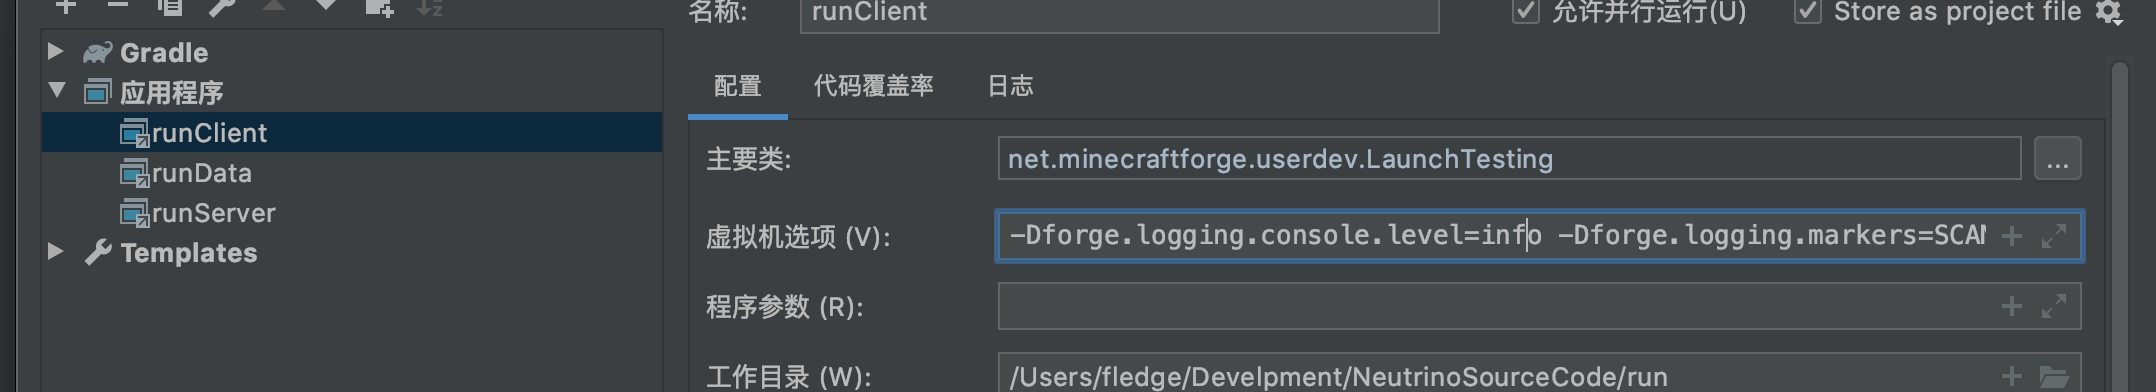 名称: runClient 允许并行运行(U) Store as project file
Gradle
应用程序
runClient
runData
runServer
Templates
配置 代码覆盖率 日志
主要类: net.minecraftforge.userdev.LaunchTesting ...
虚拟机选项 (V): -Dforge.logging.console.level=info -Dforge.logging.markers=SCAN
程序参数 (R):
工作目录 (W): /Users/fledge/Develpment/NeutrinoSourceCode/run